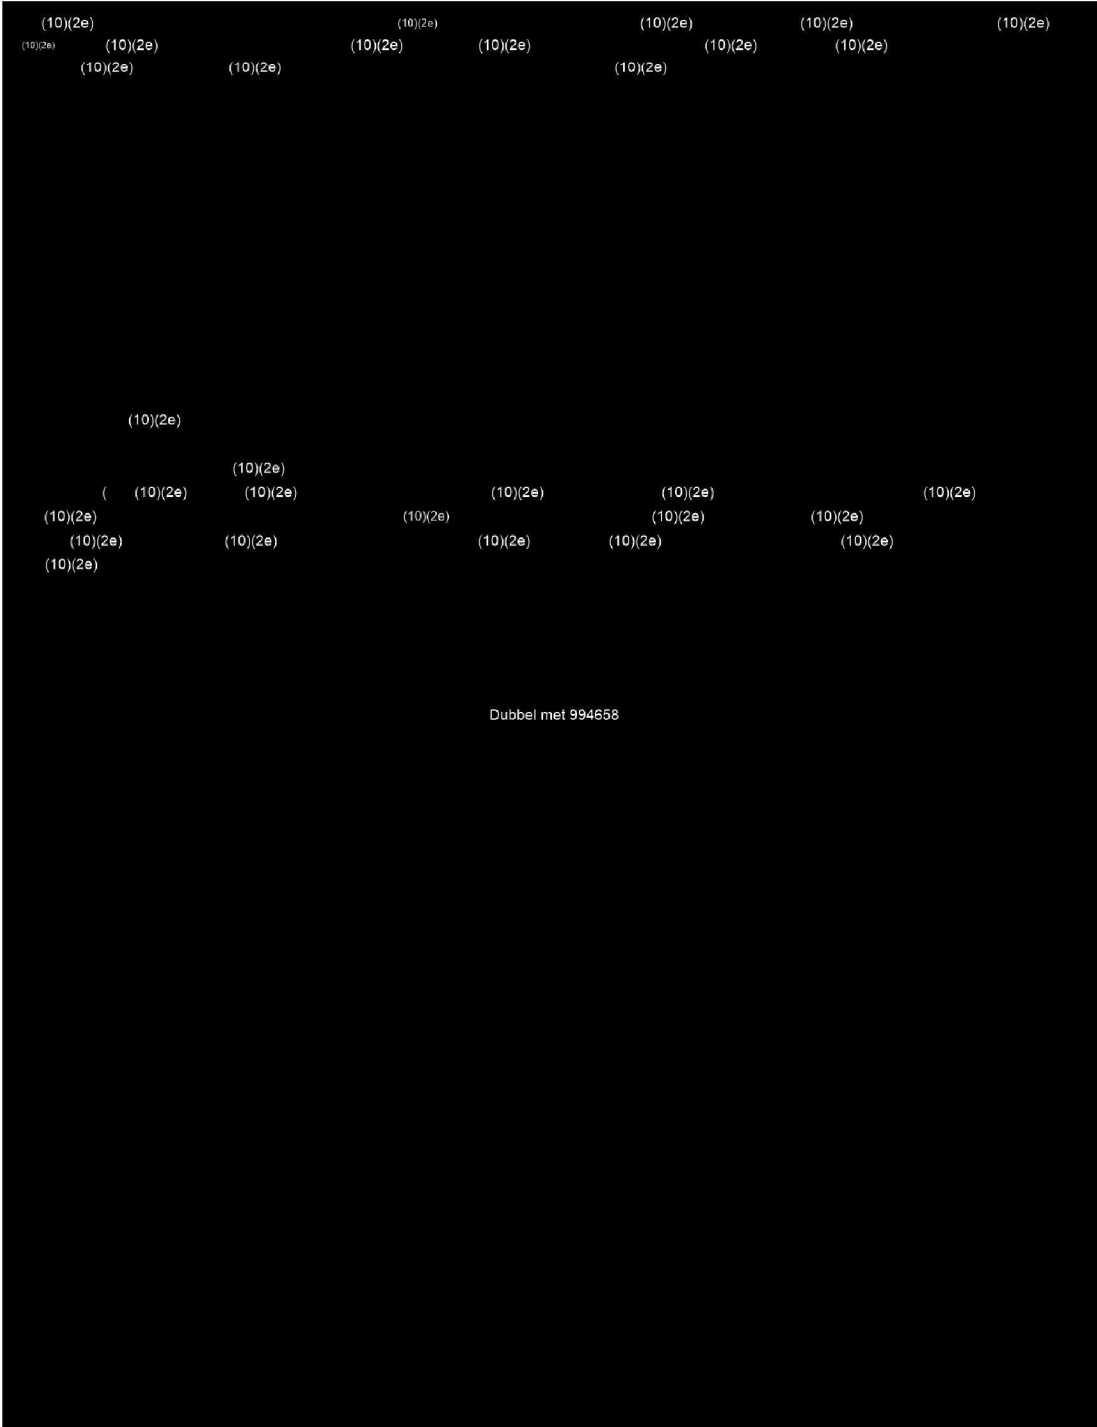 (10)(2e) (10)(2e) (10)(2e) (10)(2e) (10)(2e)
(10)(2e) (10)(2e) (10)(2e) (10)(2e) (10)(2e) (10)(2e)
(10)(2e) (10)(2e) (10)(2e)
(10)(2e)
(10)(2e)
( (10)(2e) (10)(2e) (10)(2e) (10)(2e) (10)(2e)
(10)(2e) (10)(2e) (10)(2e) (10)(2e)
(10)(2e) (10)(2e) (10)(2e) (10)(2e) (10)(2e)
(10)(2e)
Dubbel met 994658